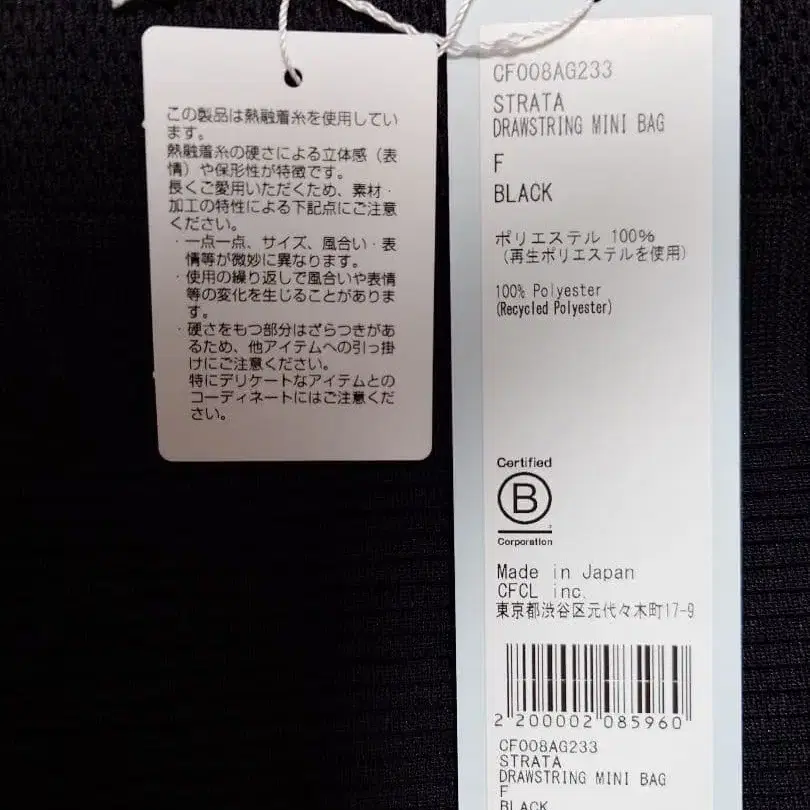 この製品は熱融着糸を使用してい
ます。
熱融着糸の硬さによる立体感（表
情）や保形性が特徴です。
長くご愛用いただくため、素材・
加工の特性による下記点にご注意
ください。
・一点一点、サイズ、風合い・表
情等が微妙に異なります。
・使用の繰り返しで風合いや表情
等の変化を生じることがありま
す。
・硬さをもつ部分はざらつきがあ
るため、他アイテムへの引っ掛
けにご注意ください。
特にデリケートなアイテムとの
コーディネートにはご注意くだ
さい。
CF008AG233
STRATA
DRAWSTRING MINI BAG
F
BLACK
ポリエステル 100%
（再生ポリエステルを使用）
100% Polyester
(Recycled Polyester)
Certified
B
Corporation
Made in Japan
CFCL inc.
東京都渋谷区元代々木町17-9
2 200002 085960
CF008AG233
STRATA
DRAWSTRING MINI BAG
F
BLACK